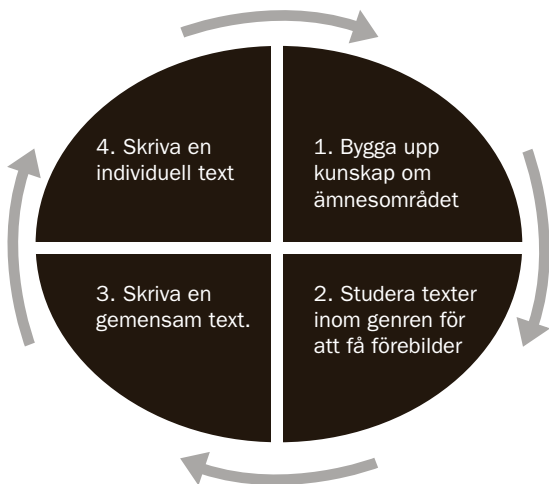 4. Skriva en
individuell text
1. Bygga upp
kunskap om
ämnesområdet
3. Skriva en
gemensam text.
2. Studera texter
inom genren för
att få förebilder